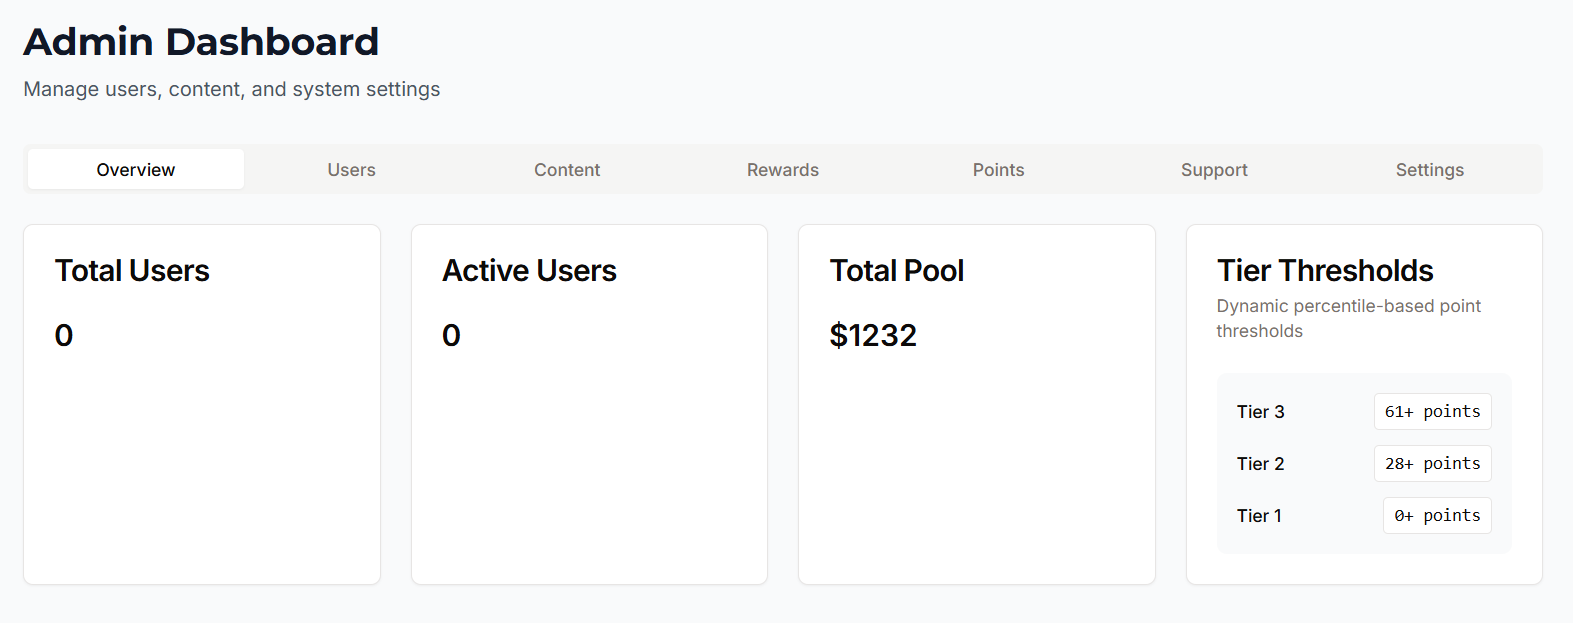 Admin Dashboard
Manage users, content, and system settings
Overview Users Content Rewards Points Support Settings
Total Users
0
Active Users
0
Total Pool
$1232
Tier Thresholds
Dynamic percentile-based point
thresholds
Tier 3 61+ points
Tier 2 28+ points
Tier 1 0+ points